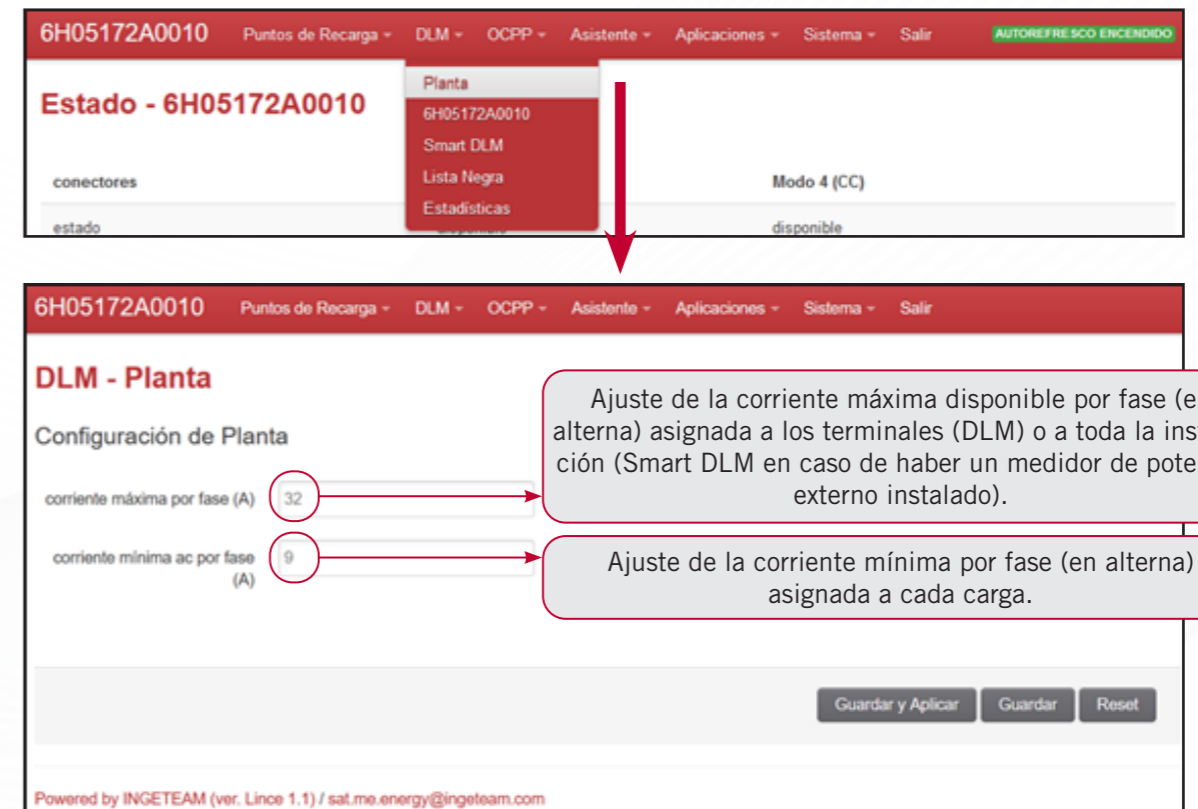 6H05172A0010 Puntos de Recarga DLM OCPP Asistente Aplicaciones Sistema Salir AUTOREFRESCO ENCENDIDO
Estado - 6H05172A0010
Planta
6H05172A0010
Smart DLM
Lista Negra
Estadísticas
conectores Modo 4 (CC)
estado disponible disponible
6H05172A0010 Puntos de Recarga DLM OCPP Asistente Aplicaciones Sistema Salir
DLM - Planta
Configuración de Planta
corriente máxima por fase (A) 32
Ajuste de la corriente máxima disponible por fase (e
alterna) asignada a los terminales (DLM) o a toda la ins
ción (Smart DLM en caso de haber un medidor de pote
externo instalado).
corriente mínima ac por fase
(A) 9
Ajuste de la corriente mínima por fase (en alterna)
asignada a cada carga.
Guardar y Aplicar Guardar Reset
Powered by INGETEAM (ver. Lince 1.1) / sat.me.energy@ingeteam.com